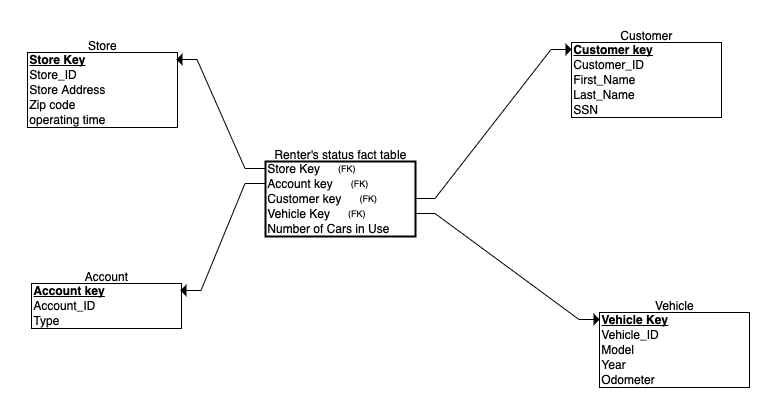 Store
Store Key
Store_ID
Store Address
Zip code
operating time
Customer
Customer key
Customer_ID
First_Name
Last_Name
SSN
Renter's status fact table
Store Key (FK)
Account key (FK)
Customer key (FK)
Vehicle Key (FK)
Number of Cars in Use
Account
Account key
Account_ID
Type
Vehicle
Vehicle Key
Vehicle_ID
Model
Year
Odometer